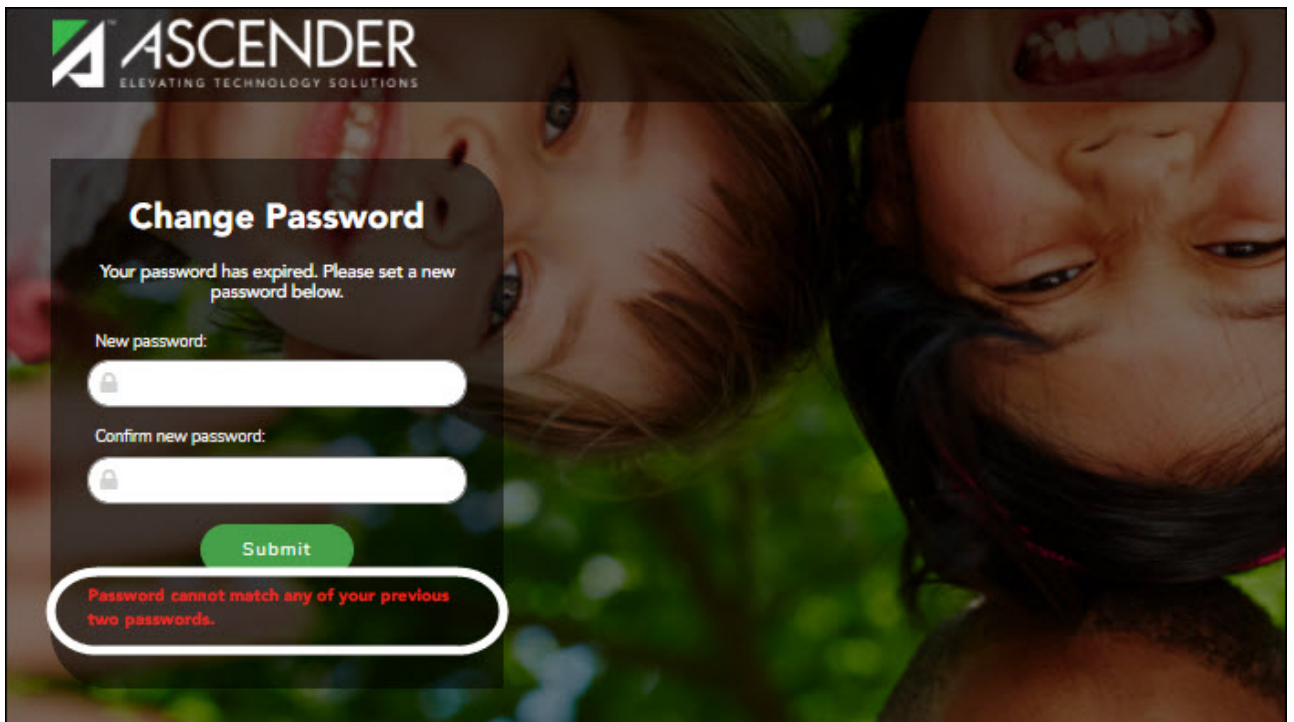 ASCENDER
ELEVATING TECHNOLOGY SOLUTIONS
Change Password
Your password has expired. Please set a new
password below.
New password:
Confirm new password:
Submit
Password cannot match any of your previous
two passwords.